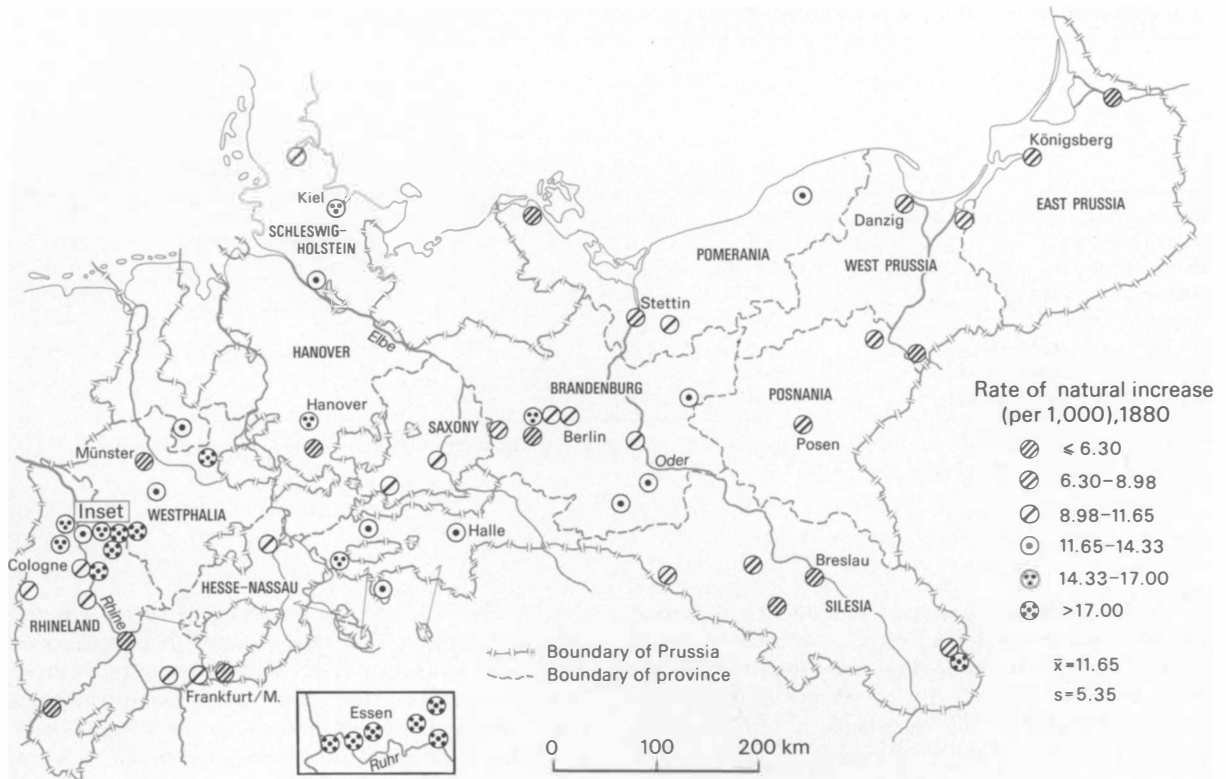 Königsberg
Kiel
EAST PRUSSIA
SCHLESWIG-
HOLSTEIN
Danzig
POMERANIA
WEST PRUSSIA
Stettin
Elbe
HANOVER
BRANDENBURG
POSNANIA
Hanover
SAXONY
Berlin
Posen
Münster
Oder
Inset
WESTPHALIA
Halle
Cologne
Breslau
HESSE-NASSAU
SILESIA
RHINELAND
Rhine
Frankfurt/M.
Rate of natural increase
(per 1,000),1880
⩽ 6.30
6.30–8.98
8.98–11.65
11.65–14.33
14.33–17.00
>17.00
x̄=11.65
s=5.35
Boundary of Prussia
Boundary of province
Essen
Ruhr
0 100 200 km